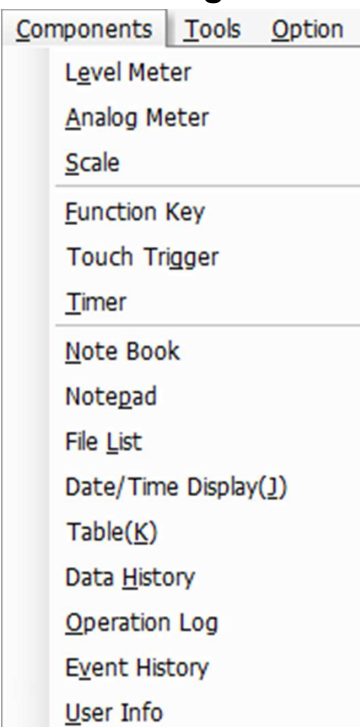 Components Tools Option
Level Meter
Analog Meter
Scale
Function Key
Touch Trigger
Timer
Note Book
Notepad
File List
Date/Time Display(J)
Table(K)
Data History
Operation Log
Event History
User Info